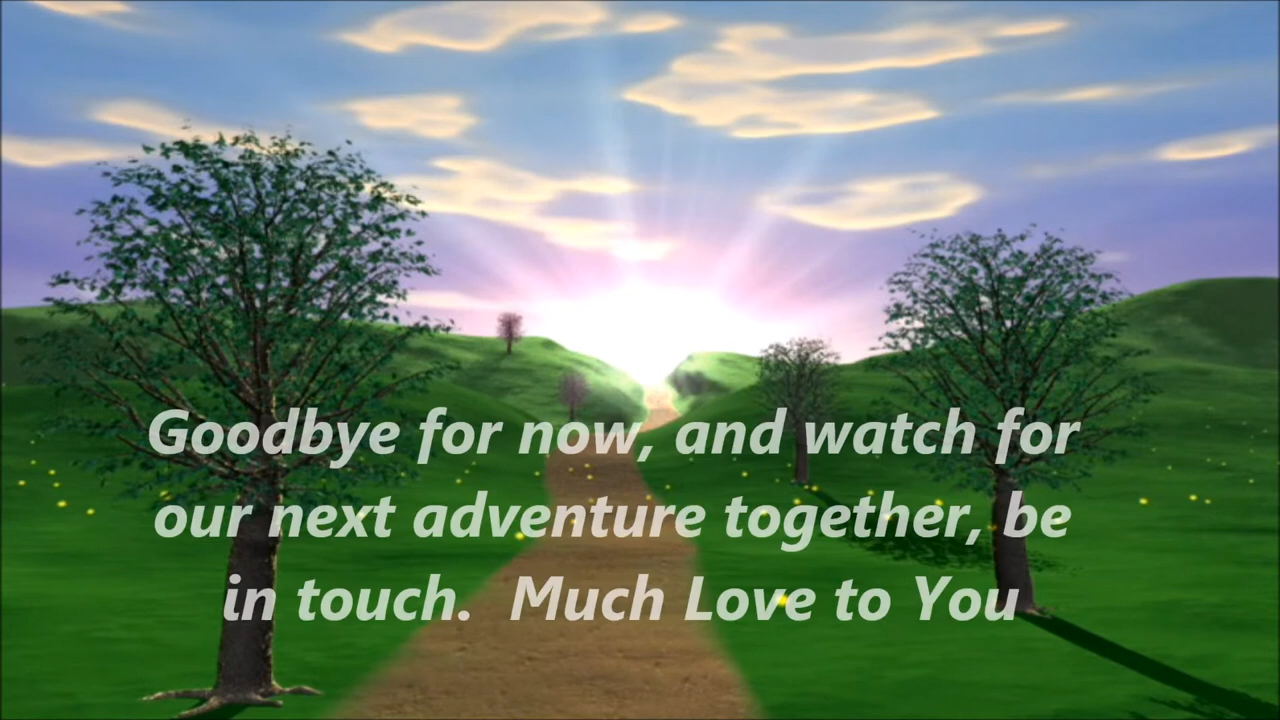 Goodbye for now, and watch for
our next adventure together, be
in touch.  Much Love to You